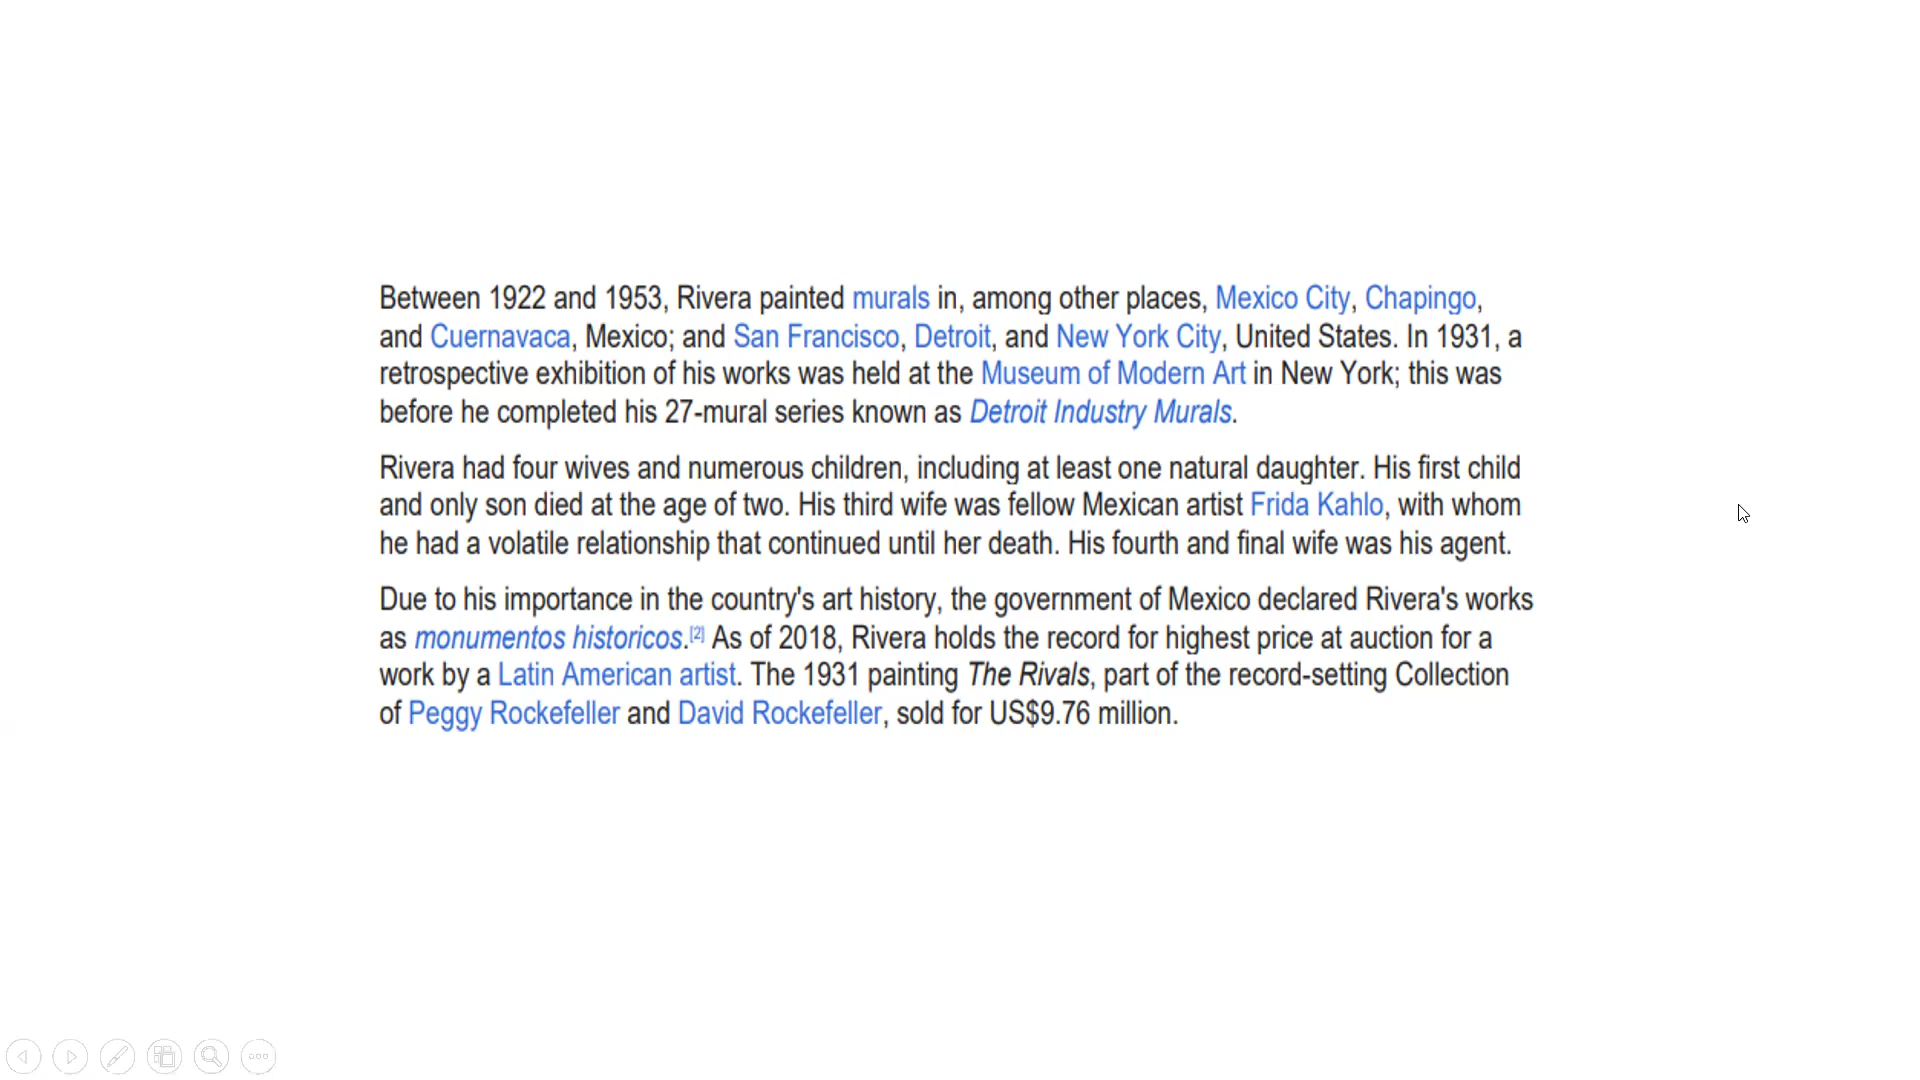 Between 1922 and 1953, Rivera painted murals in, among other places, Mexico City, Chapingo,
and Cuernavaca, Mexico; and San Francisco, Detroit, and New York City, United States. In 1931, a
retrospective exhibition of his works was held at the Museum of Modern Art in New York; this was
before he completed his 27-mural series known as Detroit Industry Murals.
Rivera had four wives and numerous children, including at least one natural daughter. His first child
and only son died at the age of two. His third wife was fellow Mexican artist Frida Kahlo, with whom
he had a volatile relationship that continued until her death. His fourth and final wife was his agent.
Due to his importance in the country's art history, the government of Mexico declared Rivera's works
as monumentos historicos.[2] As of 2018, Rivera holds the record for highest price at auction for a
work by a Latin American artist. The 1931 painting The Rivals, part of the record-setting Collection
of Peggy Rockefeller and David Rockefeller, sold for US$9.76 million.